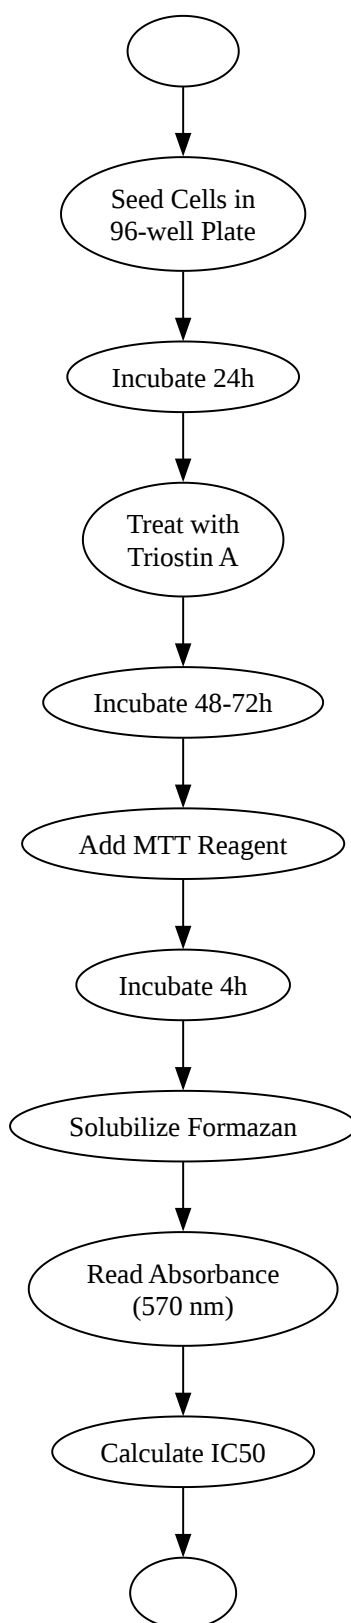 Seed Cells in
96-well Plate
Incubate 24h
Treat with
Triostin A
Incubate 48-72h
Add MTT Reagent
Incubate 4h
Solubilize Formazan
Read Absorbance
(570 nm)
Calculate IC50